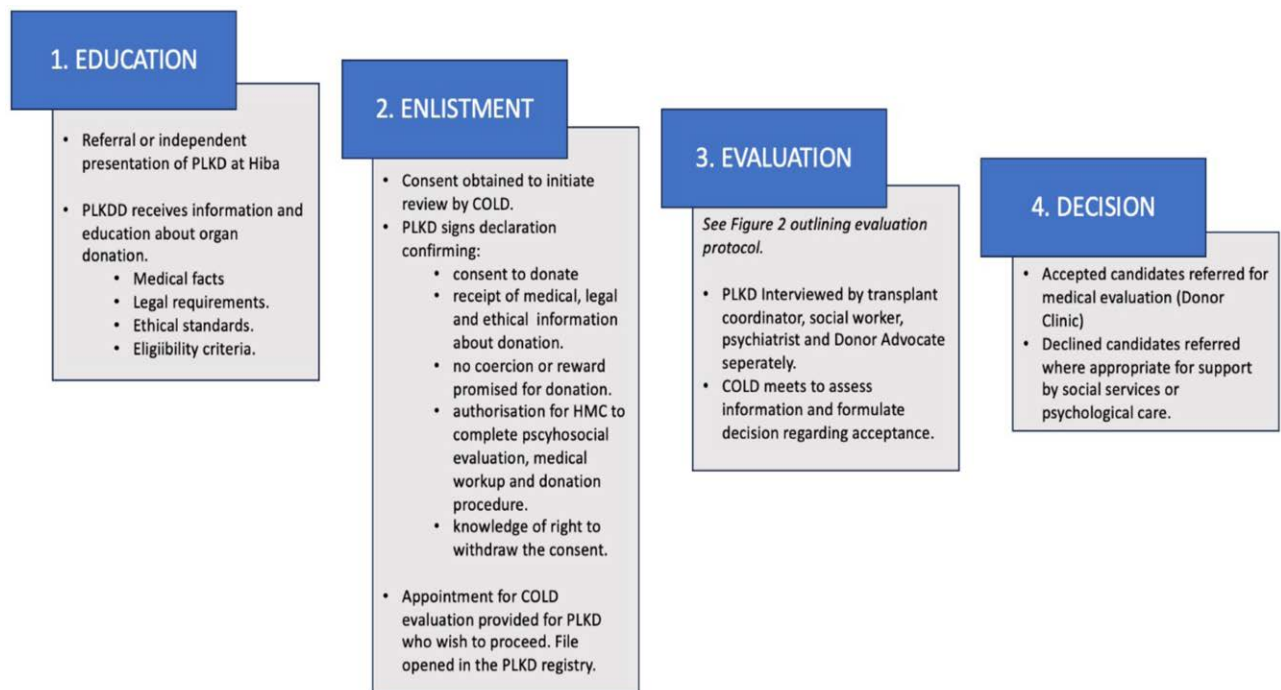 1. EDUCATION
• Referral or independent
presentation of PLKD at Hiba
• PLKDD receives information and
education about organ
donation.
• Medical facts
• Legal requirements.
• Ethical standards.
• Eligiibility criteria.
2. ENLISTMENT
• Consent obtained to initiate
review by COLD.
• PLKD signs declaration
confirming:
• consent to donate
• receipt of medical, legal
and ethical information
about donation.
• no coercion or reward
promised for donation.
• authorisation for HMC to
complete pscyhosocial
evaluation, medical
workup and donation
procedure.
• knowledge of right to
withdraw the consent.
• Appointment for COLD
evaluation provided for PLKD
who wish to proceed. File
opened in the PLKD registry.
3. EVALUATION
See Figure 2 outlining evaluation
protocol.
• PLKD Interviewed by transplant
coordinator, social worker,
psychiatrist and Donor Advocate
seperately.
• COLD meets to assess
information and formulate
decision regarding acceptance.
4. DECISION
• Accepted candidates referred for
medical evaluation (Donor
Clinic)
• Declined candidates referred
where appropriate for support
by social services or
psychological care.